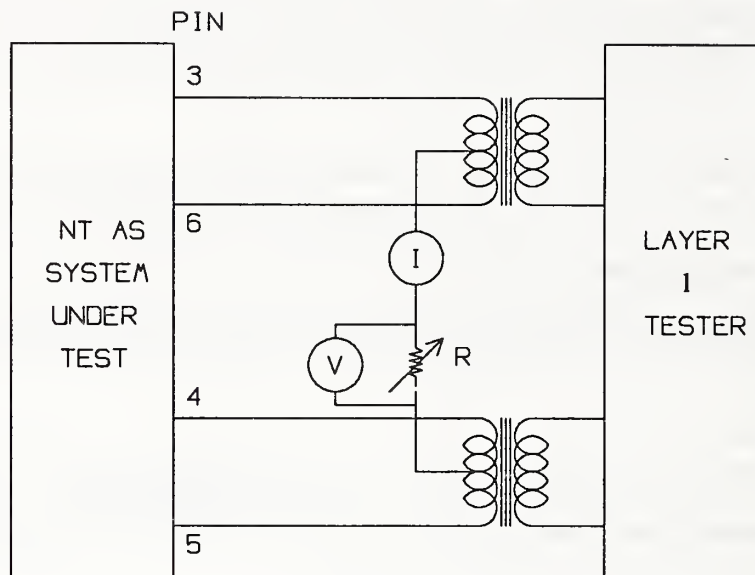 PIN
3
6
NT AS
SYSTEM
UNDER
TEST
I
V
R
4
5
LAYER
1
TESTER